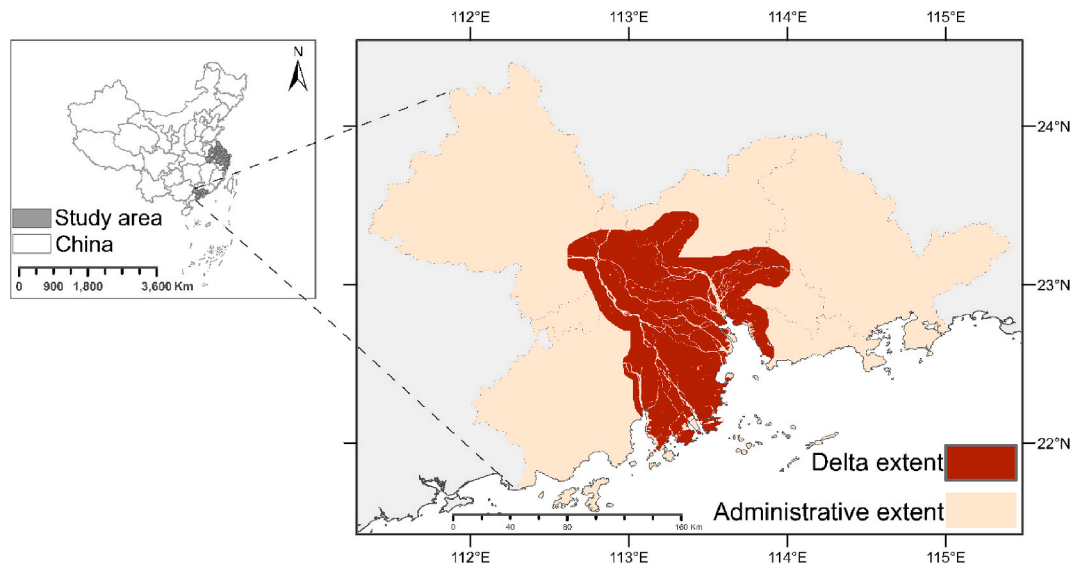 112°E 113°E 114°E 115°E
N
Study area
China
0 900 1,800 3,600 Km
24°N
23°N
22°N
Delta extent
Administrative extent
0 40 80 160 Km
112°E 113°E 114°E 115°E